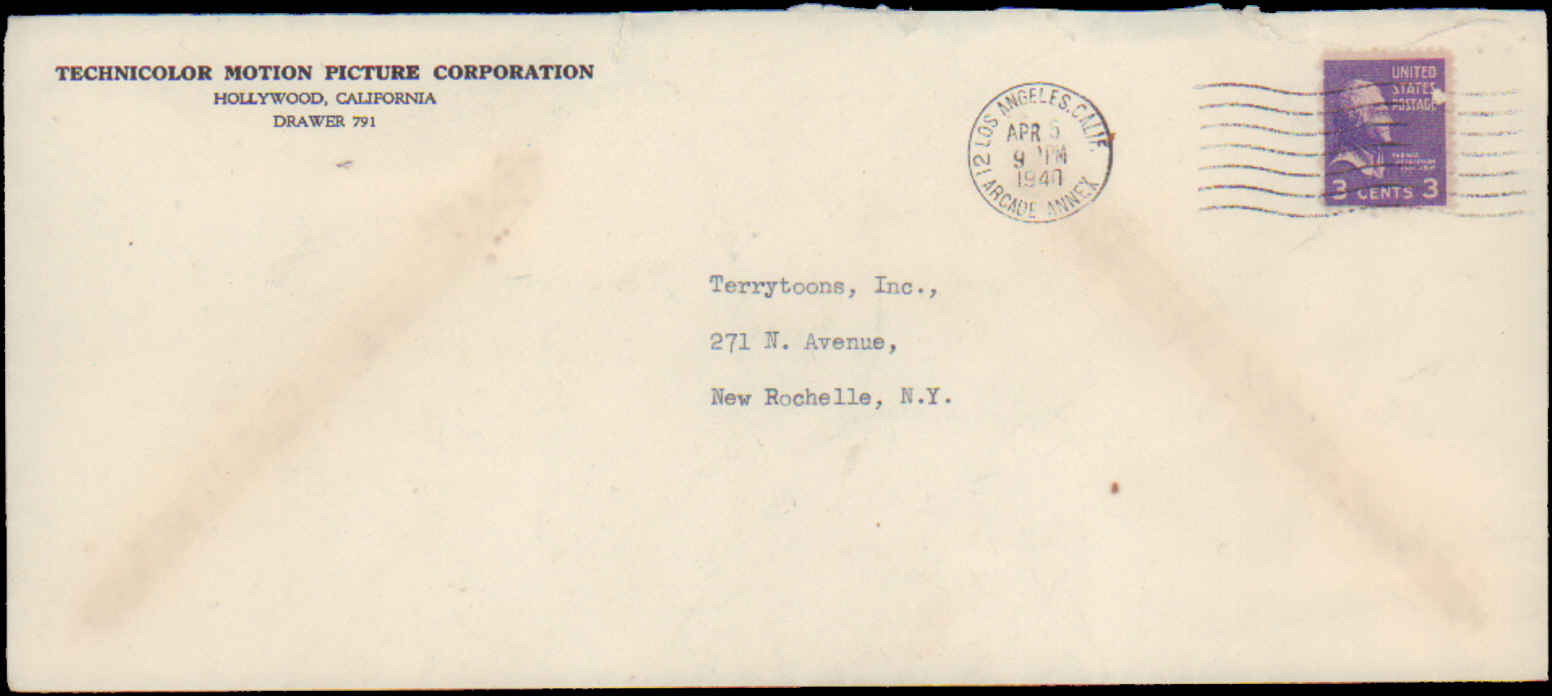 TECHNICOLOR MOTION PICTURE CORPORATION
HOLLYWOOD, CALIFORNIA
DRAWER 791
LOS ANGELES, CALIF.
APR 5
9 PM
1940
12
ARCADE ANNEX
UNITED
STATES
POSTAGE
3 CENTS 3
Terrytoons, Inc.,
271 N. Avenue,
New Rochelle, N.Y.